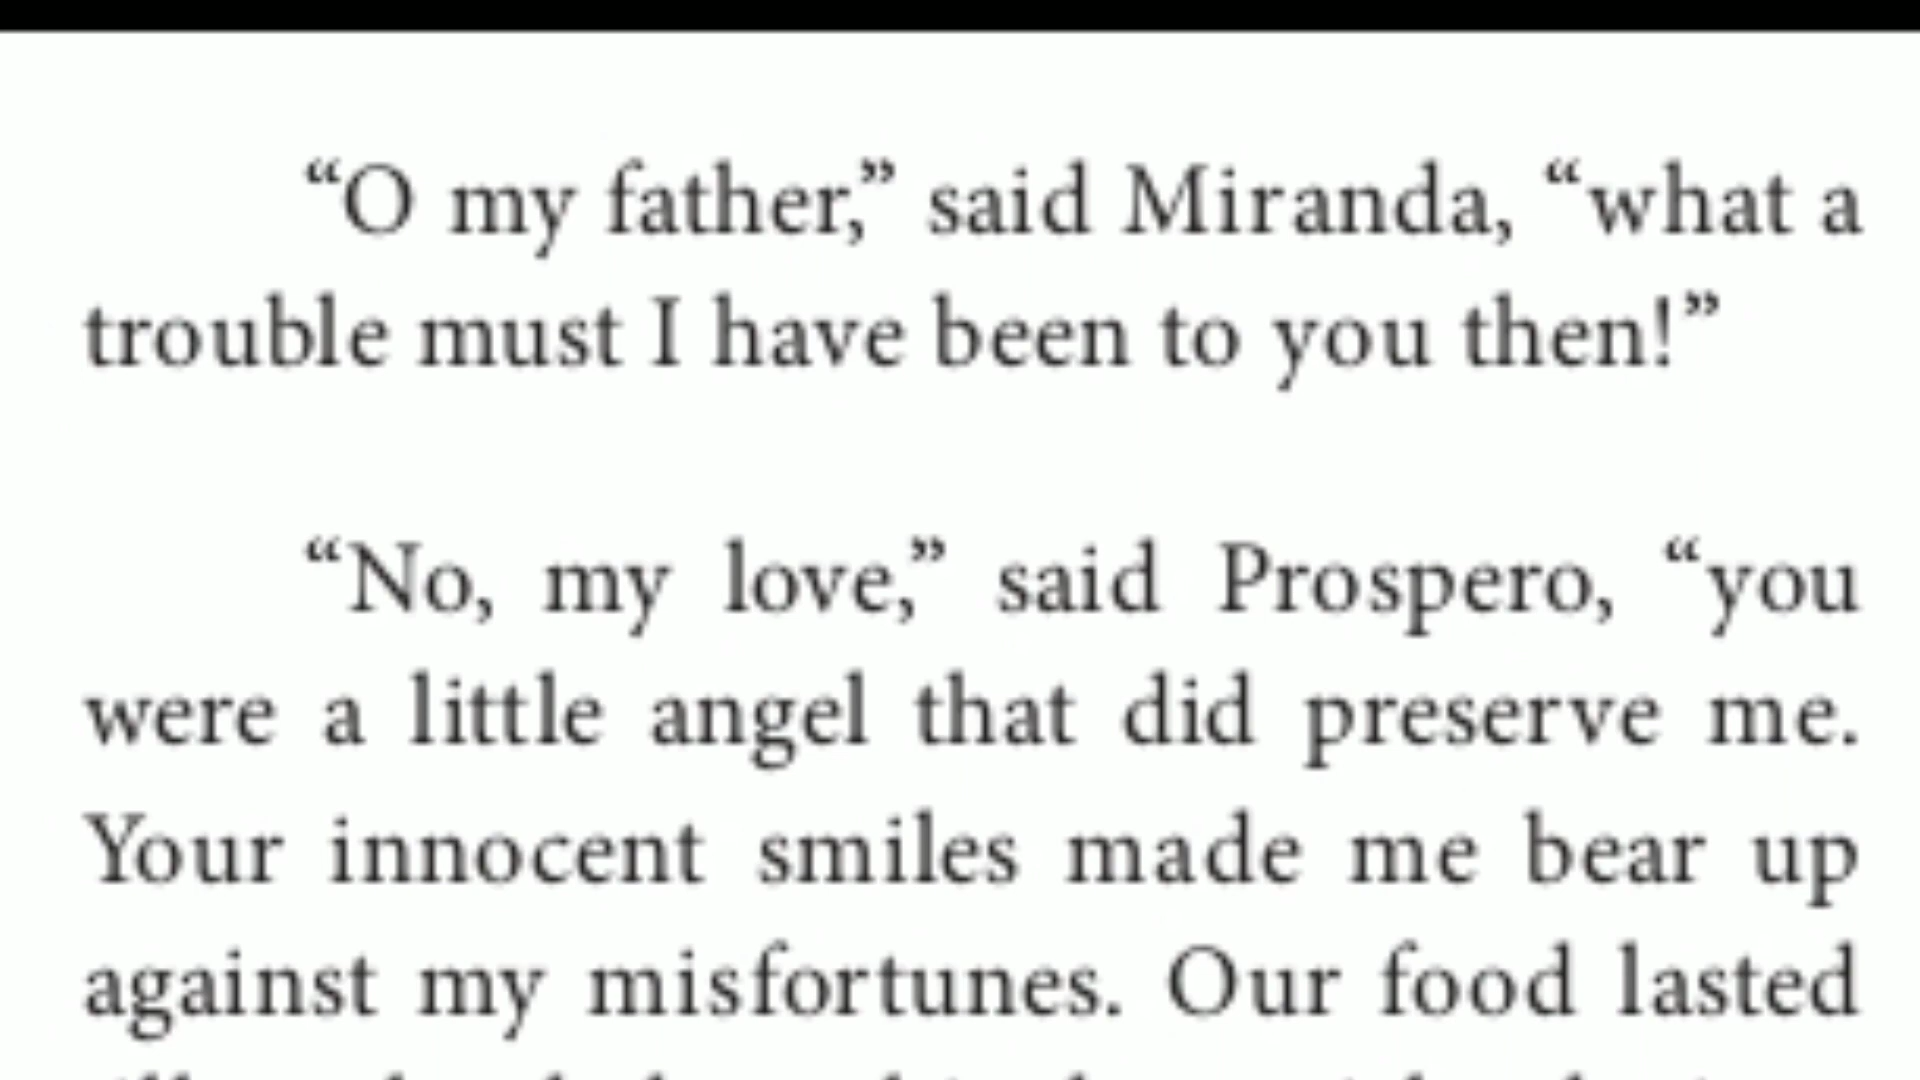 “O my father,” said Miranda, “what a
trouble must I have been to you then!”
“No, my love,” said Prospero, “you
were a little angel that did preserve me.
Your innocent smiles made me bear up
against my misfortunes. Our food lasted